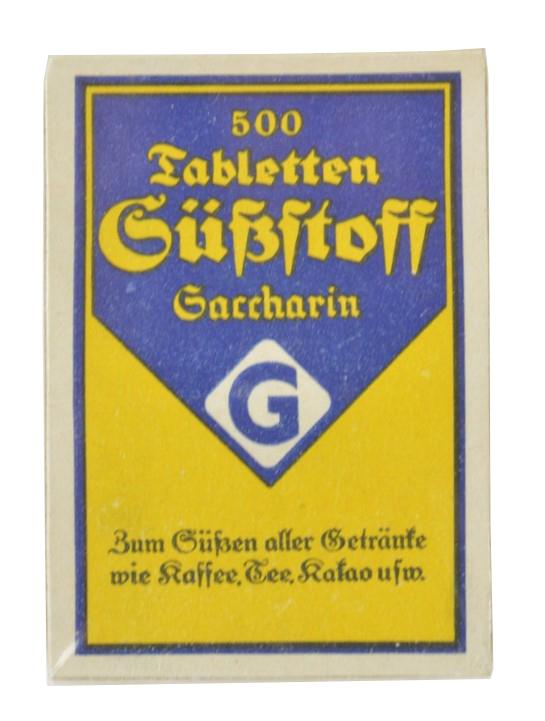 500
Tabletten
Süßstoff
Saccharin
G
Zum Süßen aller Getränke
wie Kaffee, Tee, Kakao usw.